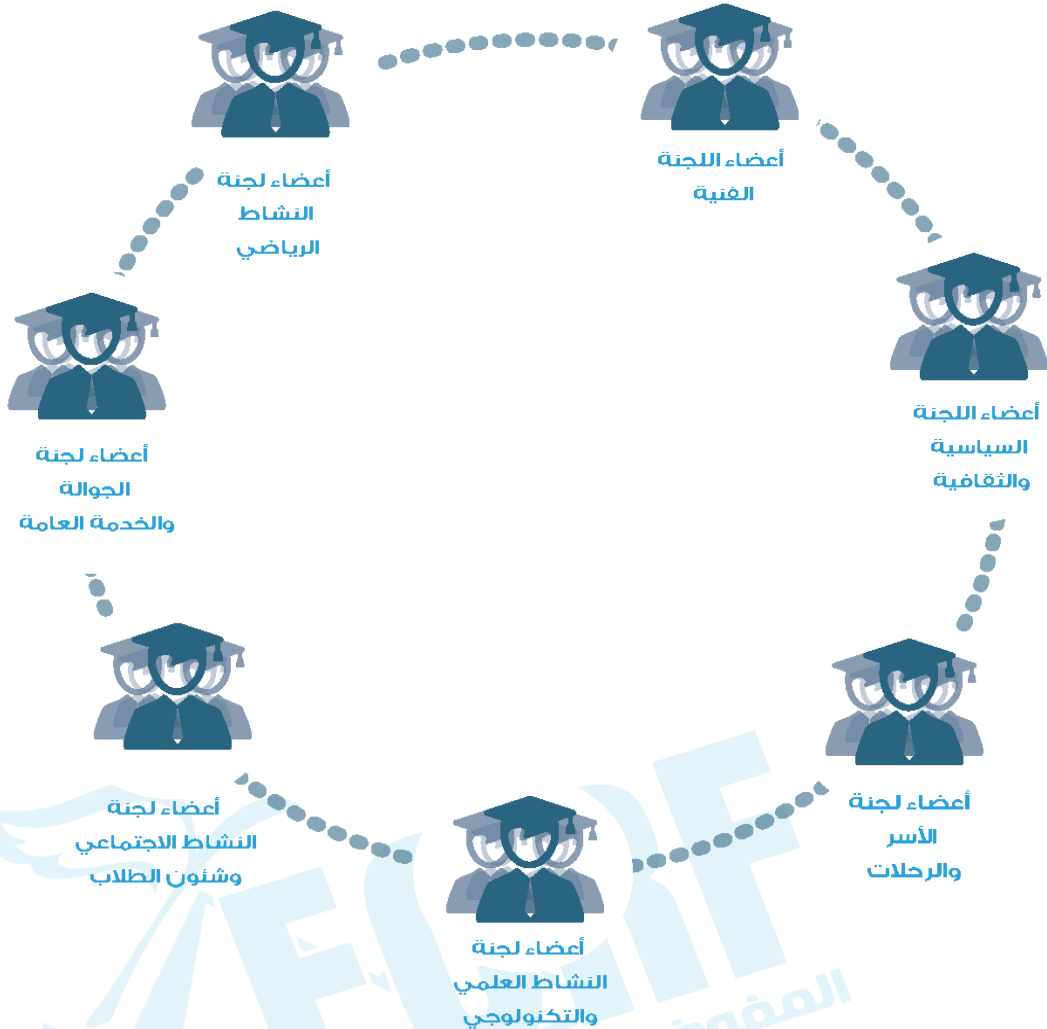 أعضاء اللجنة
الفنية
أعضاء لجنة
النشاط
الرياضي
أعضاء اللجنة
السياسية
والثقافية
أعضاء لجنة
الجوالة
والخدمة العامة
أعضاء لجنة
الأسر
والرحلات
أعضاء لجنة
النشاط الاجتماعي
وشئون الطلاب
أعضاء لجنة
النشاط العلمي
والتكنولوجي